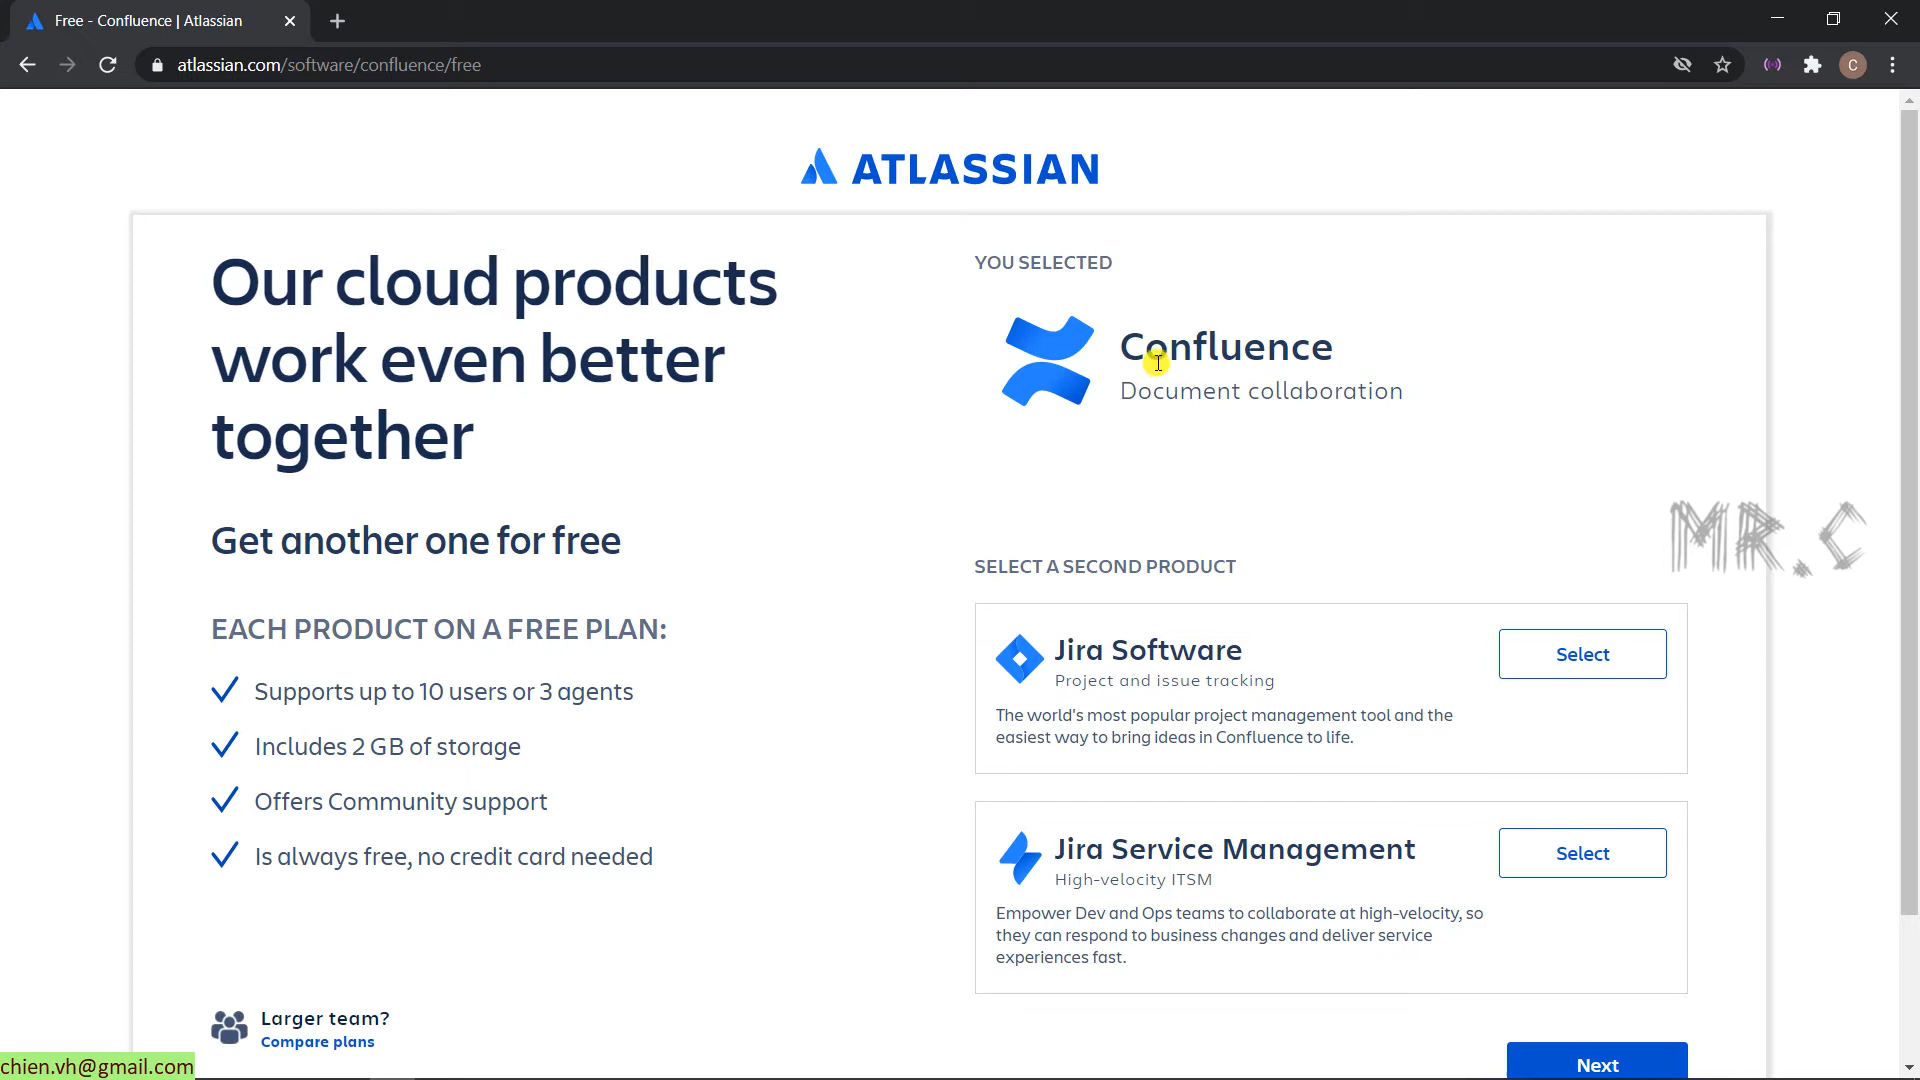 Free - Confluence | Atlassian
atlassian.com/software/confluence/free
C
ATLASSIAN
Our cloud products
work even better
together
Get another one for free
EACH PRODUCT ON A FREE PLAN:
Supports up to 10 users or 3 agents
Includes 2 GB of storage
Offers Community support
Is always free, no credit card needed
Larger team?
Compare plans
YOU SELECTED
Confluence
Document collaboration
SELECT A SECOND PRODUCT
Jira Software
Project and issue tracking
Select
The world's most popular project management tool and the
easiest way to bring ideas in Confluence to life.
Jira Service Management
High-velocity ITSM
Select
Empower Dev and Ops teams to collaborate at high-velocity, so
they can respond to business changes and deliver service
experiences fast.
Next
MR.C
chien.vh@gmail.com